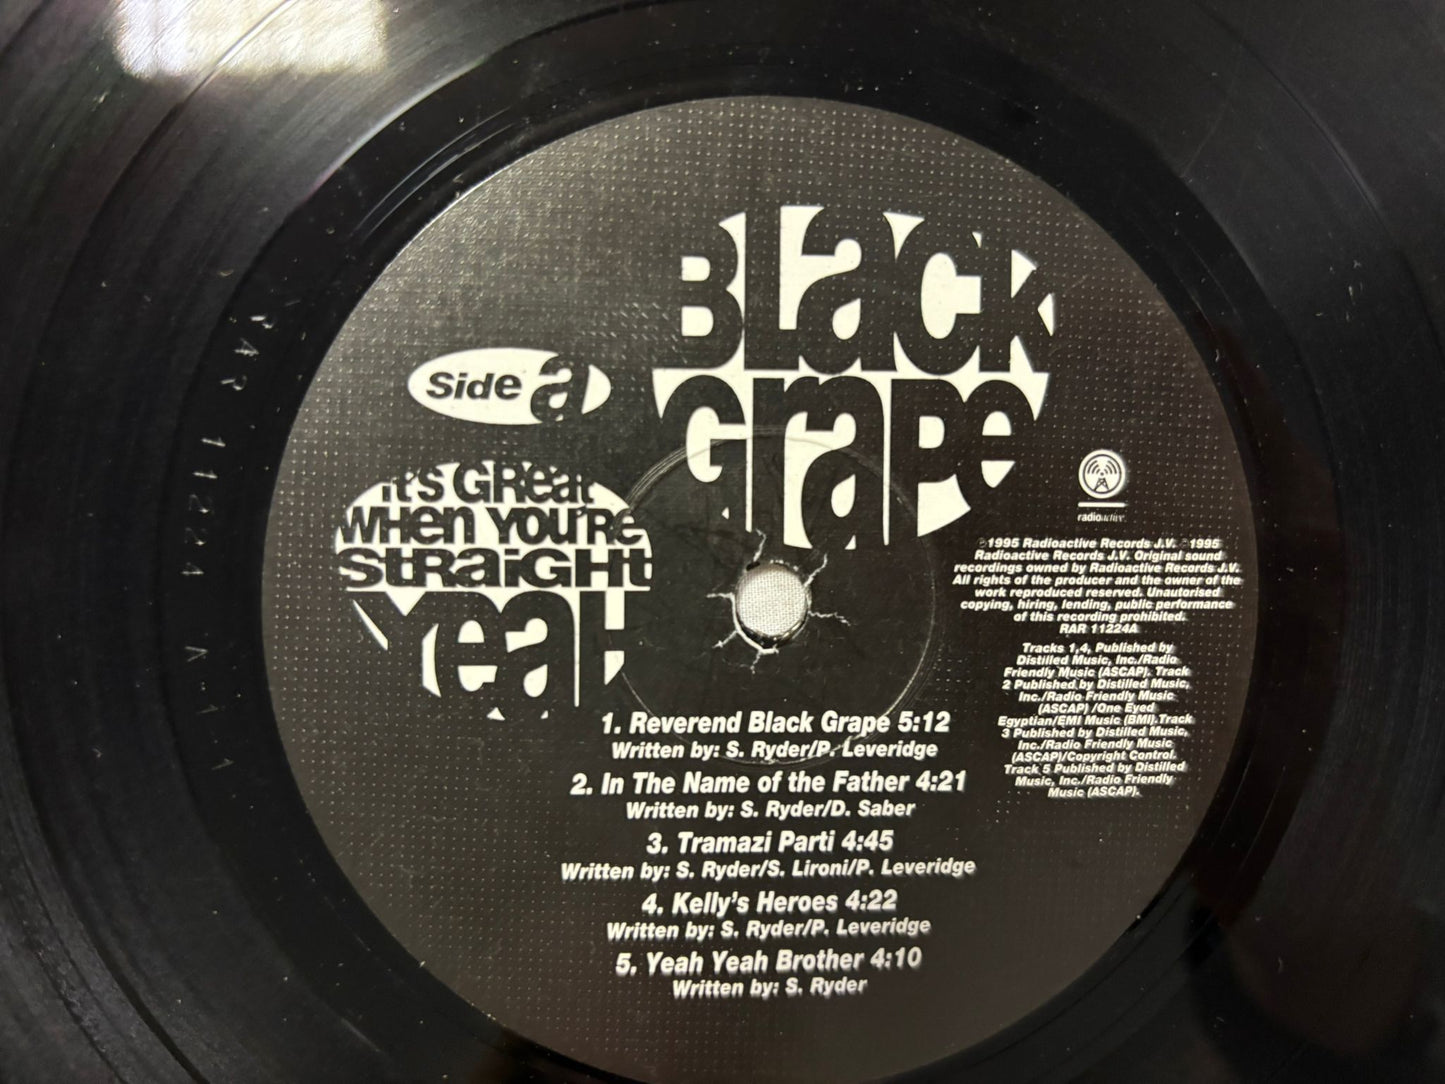 Black
Grape
Side a
it's Great
When You're
Straight
Yeah
radioactive
℗1995 Radioactive Records J.V. ©1995
Radioactive Records J.V. Original sound
recordings owned by Radioactive Records J.V.
All rights of the producer and the owner of the
work reproduced reserved. Unautorised
copying, hiring, lending, public performance
of this recording prohibited.
RAR 11224A
Tracks 1,4, Published by
Distilled Music, Inc./Radio
Friendly Music (ASCAP). Track
2 Published by Distilled Music,
Inc./Radio Friendly Music
(ASCAP) /One Eyed
Egyptian/EMI Music (BMI).Track
3 Published by Distilled Music,
Inc./Radio Friendly Music
(ASCAP)/Copyright Control.
Track 5 Published by Distilled
Music, Inc./Radio Friendly
Music (ASCAP).
1. Reverend Black Grape 5:12
Written by: S. Ryder/P. Leveridge
2. In The Name of the Father 4:21
Written by: S. Ryder/D. Saber
3. Tramazi Parti 4:45
Written by: S. Ryder/S. Lironi/P. Leveridge
4. Kelly's Heroes 4:22
Written by: S. Ryder/P. Leveridge
5. Yeah Yeah Brother 4:10
Written by: S. Ryder
RAR 11224 A-1-1